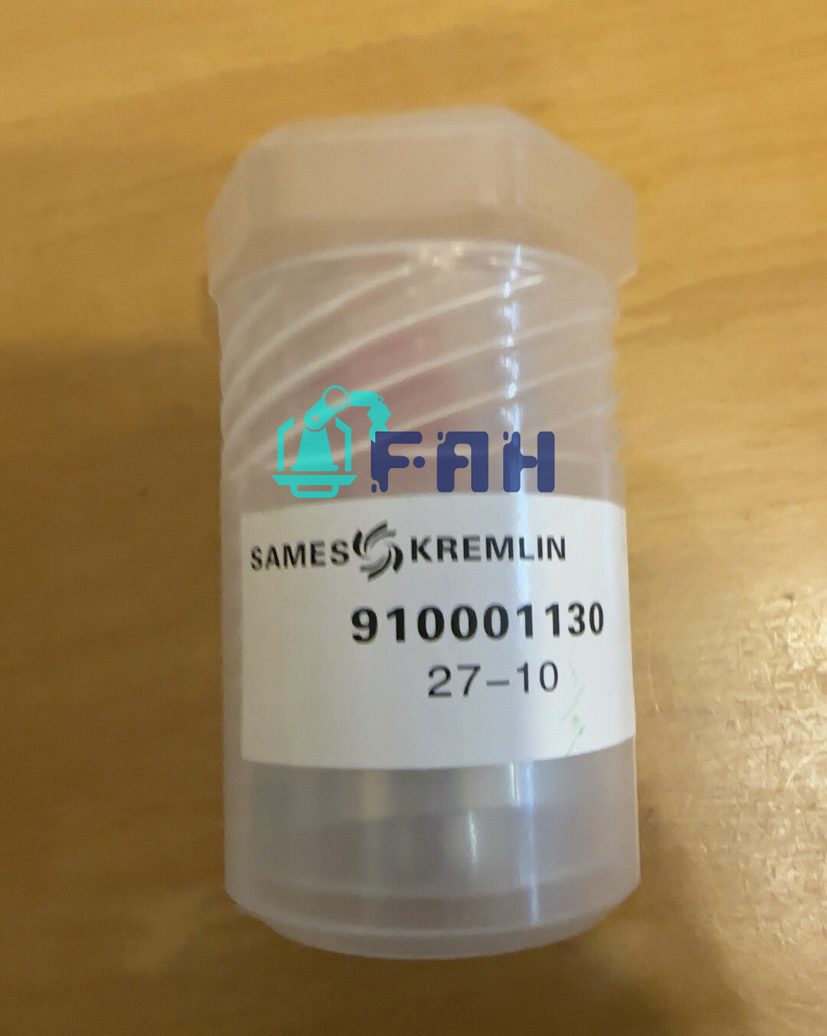 FAH
SAMES KREMLIN
910001130
27-10